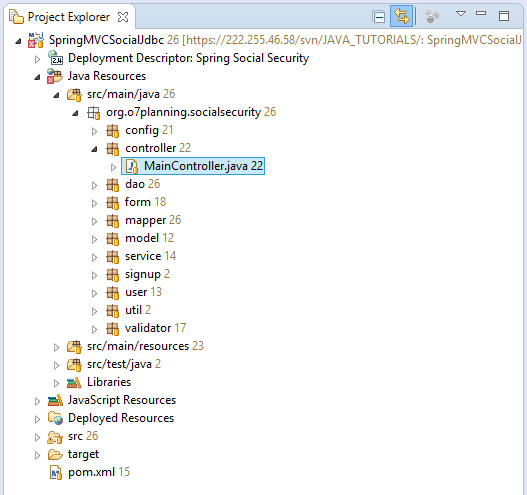 Project Explorer
SpringMVCSocialJdbc 26 [https://222.255.46.58/svn/JAVA_TUTORIALS/: SpringMVCSocialJ
Deployment Descriptor: Spring Social Security
Java Resources
src/main/java 26
org.o7planning.socialsecurity 26
config 21
controller 22
MainController.java 22
dao 26
form 18
mapper 26
model 12
service 14
signup 2
user 13
util 2
validator 17
src/main/resources 23
src/test/java 2
Libraries
JavaScript Resources
Deployed Resources
src 26
target
pom.xml 15